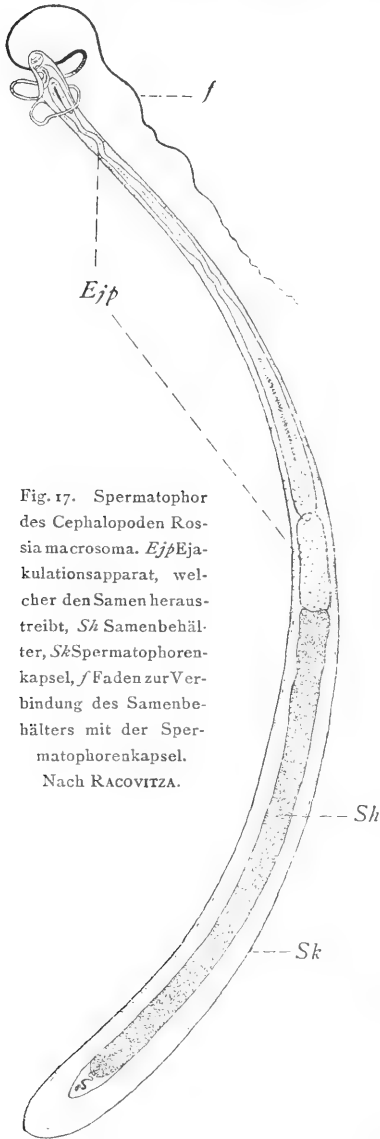 f
Ejp
Fig. 17. Spermatophor
des Cephalopoden Ros-
sia macrosoma. Ejp Eja-
kulationsapparat, wel-
cher den Samen heraus-
treibt, Sh Samenbehäl-
ter, Sk Spermatophoren-
kapsel, f Faden zur Ver-
bindung des Samenbe-
hälters mit der Sper-
matophorenkapsel.
Nach RACOVITZA.
Sh
Sk